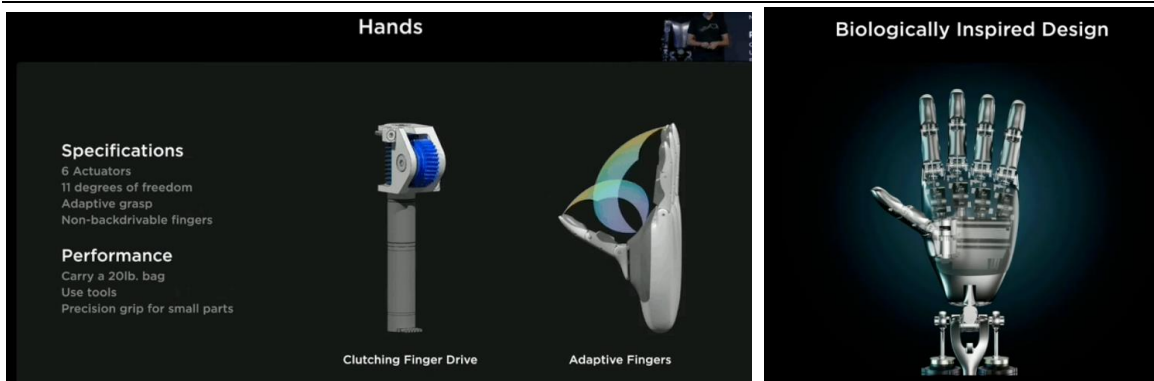 Hands
Specifications
6 Actuators
11 degrees of freedom
Adaptive grasp
Non-backdrivable fingers
Performance
Carry a 20lb. bag
Use tools
Precision grip for small parts
Clutching Finger Drive
Adaptive Fingers
Biologically Inspired Design